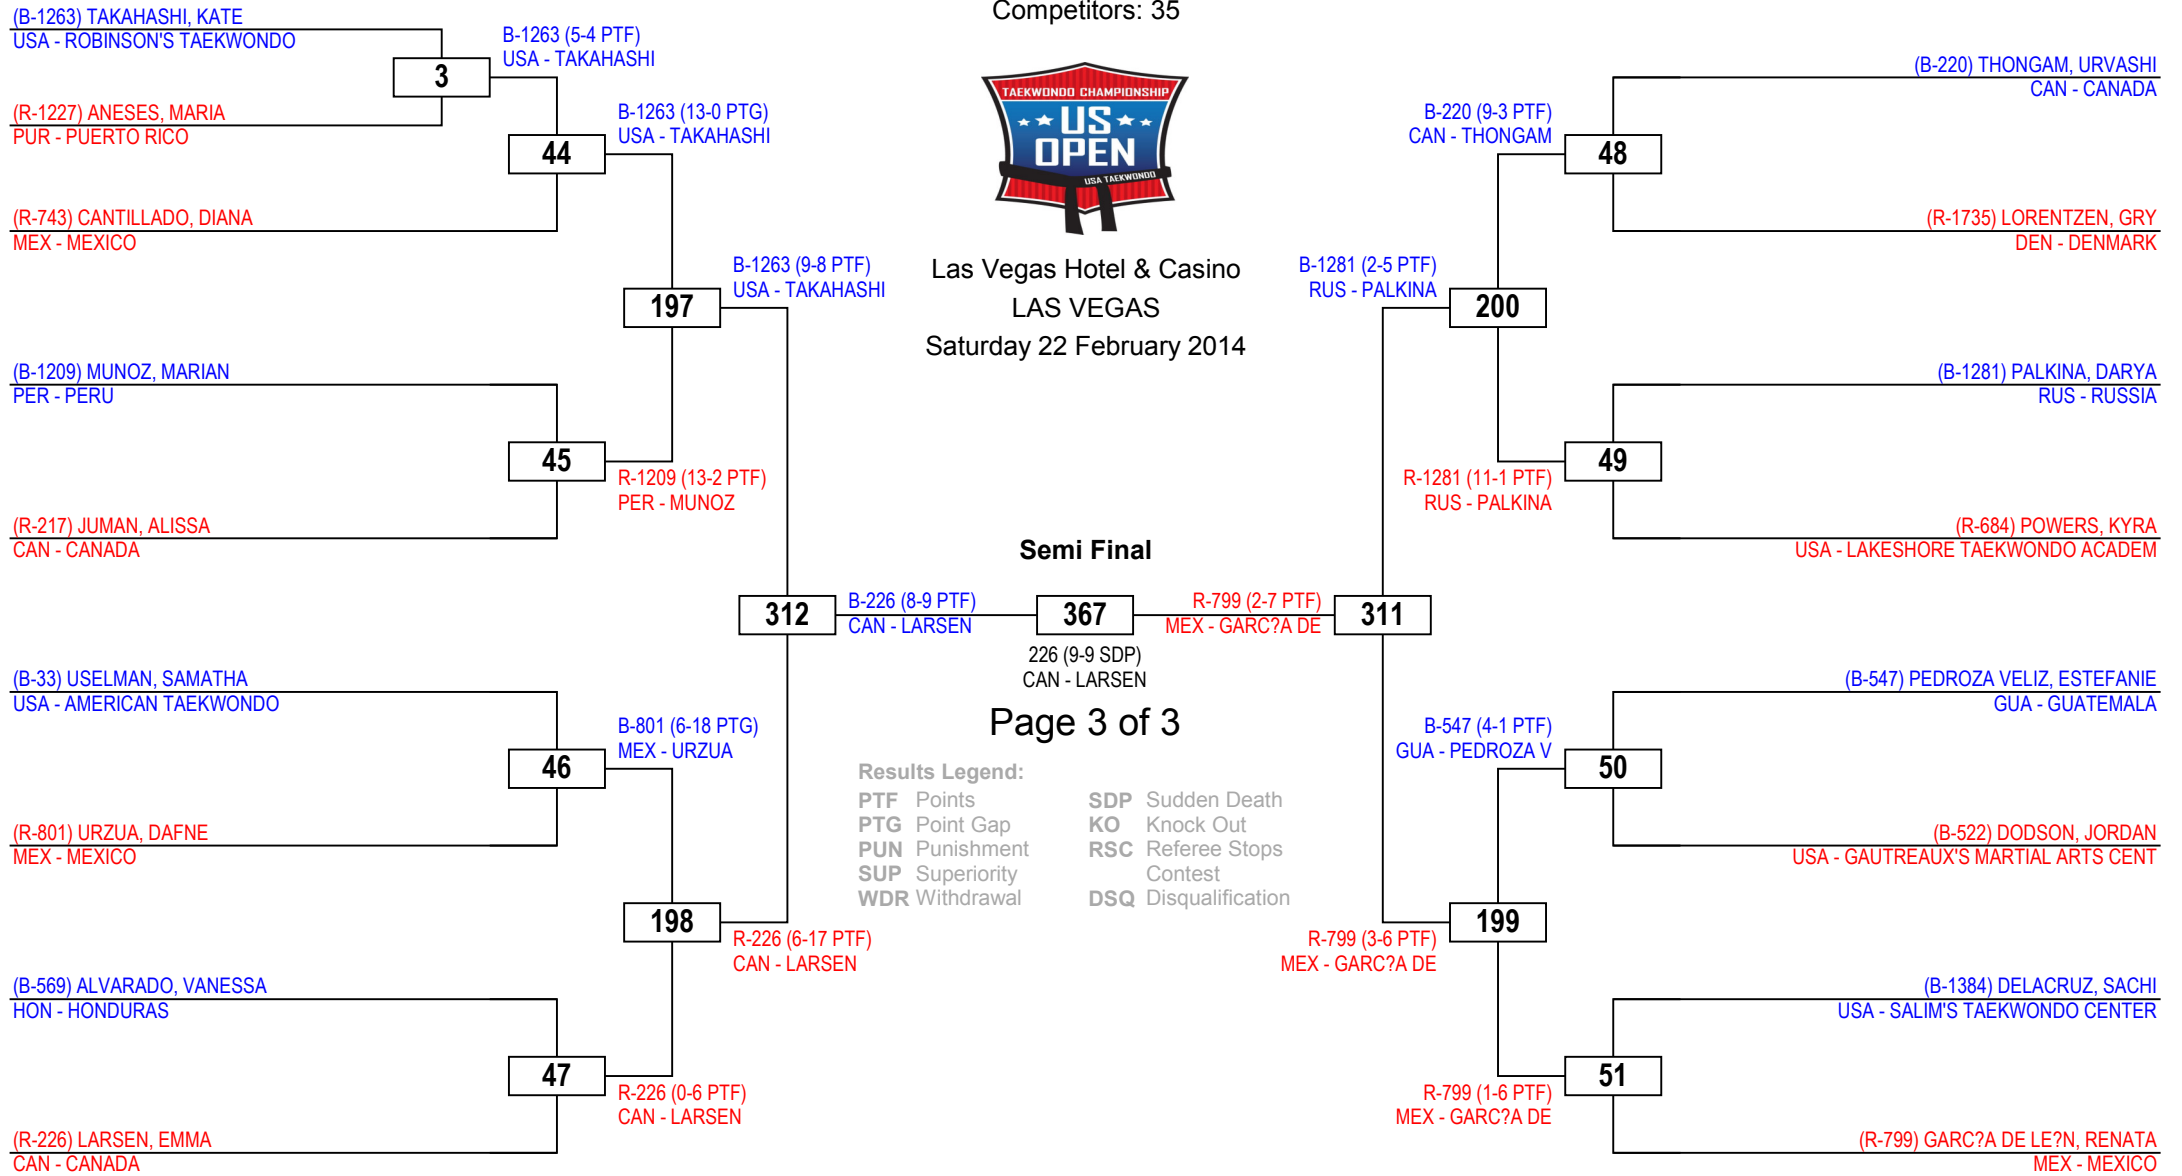 Competitors: 35
TAEKWONDO CHAMPIONSHIP
US
OPEN
USA TAEKWONDO
Las Vegas Hotel & Casino
LAS VEGAS
Saturday 22 February 2014
(B-1263) TAKAHASHI, KATE
USA - ROBINSON'S TAEKWONDO
3
(R-1227) ANESES, MARIA
PUR - PUERTO RICO
B-1263 (5-4 PTF)
USA - TAKAHASHI
44
(R-743) CANTILLADO, DIANA
MEX - MEXICO
B-1263 (13-0 PTG)
USA - TAKAHASHI
197
B-1263 (9-8 PTF)
USA - TAKAHASHI
(B-1209) MUNOZ, MARIAN
PER - PERU
45
R-1209 (13-2 PTF)
PER - MUNOZ
(R-217) JUMAN, ALISSA
CAN - CANADA
312
B-226 (8-9 PTF)
CAN - LARSEN
(B-33) USELMAN, SAMATHA
USA - AMERICAN TAEKWONDO
46
B-801 (6-18 PTG)
MEX - URZUA
(R-801) URZUA, DAFNE
MEX - MEXICO
198
R-226 (6-17 PTF)
CAN - LARSEN
(B-569) ALVARADO, VANESSA
HON - HONDURAS
47
R-226 (0-6 PTF)
CAN - LARSEN
(R-226) LARSEN, EMMA
CAN - CANADA
Semi Final
367
226 (9-9 SDP)
CAN - LARSEN
Page 3 of 3
Results Legend:
PTF Points
PTG Point Gap
PUN Punishment
SUP Superiority
WDR Withdrawal
SDP Sudden Death
KO Knock Out
RSC Referee Stops
Contest
DSQ Disqualification
(B-220) THONGAM, URVASHI
CAN - CANADA
B-220 (9-3 PTF)
CAN - THONGAM
48
(R-1735) LORENTZEN, GRY
DEN - DENMARK
B-1281 (2-5 PTF)
RUS - PALKINA
200
(B-1281) PALKINA, DARYA
RUS - RUSSIA
49
R-1281 (11-1 PTF)
RUS - PALKINA
(R-684) POWERS, KYRA
USA - LAKESHORE TAEKWONDO ACADEM
R-799 (2-7 PTF)
MEX - GARC?A DE
311
(B-547) PEDROZA VELIZ, ESTEFANIE
GUA - GUATEMALA
B-547 (4-1 PTF)
GUA - PEDROZA V
50
(B-522) DODSON, JORDAN
USA - GAUTREAUX'S MARTIAL ARTS CENT
199
R-799 (3-6 PTF)
MEX - GARC?A DE
(B-1384) DELACRUZ, SACHI
USA - SALIM'S TAEKWONDO CENTER
51
R-799 (1-6 PTF)
MEX - GARC?A DE
(R-799) GARC?A DE LE?N, RENATA
MEX - MEXICO